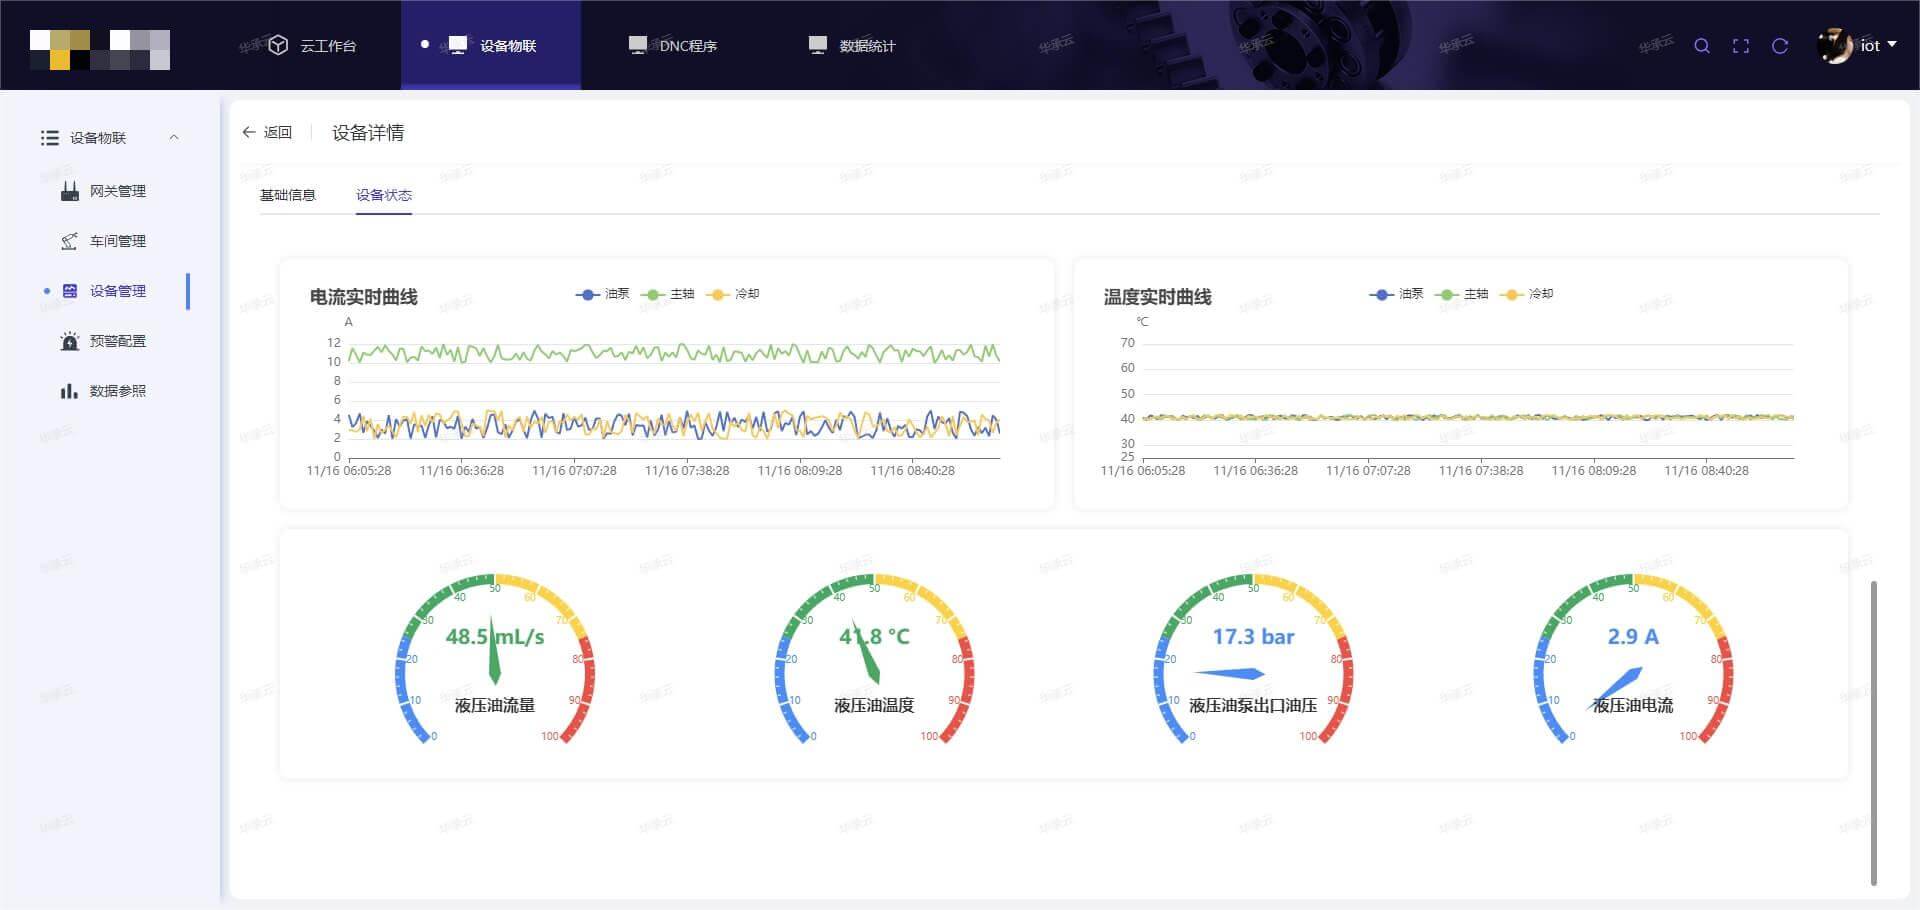 云工作台
设备物联
DNC程序
数据统计
iot
设备物联
网关管理
车间管理
设备管理
预警配置
数据参照
返回
设备详情
基础信息
设备状态
电流实时曲线
油泵 主轴 冷却
A
12
10
8
6
4
2
0
11/16 06:05:28 11/16 06:36:28 11/16 07:07:28 11/16 07:38:28 11/16 08:09:28 11/16 08:40:28
温度实时曲线
油泵 主轴 冷却
℃
70
60
50
40
30
25
11/16 06:05:28 11/16 06:36:28 11/16 07:07:28 11/16 07:38:28 11/16 08:09:28 11/16 08:40:28
0 10 20 30 40 50 60 70 80 90 100
48.5 mL/s
液压油流量
0 10 20 30 40 50 60 70 80 90 100
41.8 ℃
液压油温度
0 10 20 30 40 50 60 70 80 90 100
17.3 bar
液压油泵出口油压
0 10 20 30 40 50 60 70 80 90 100
2.9 A
液压油电流
华承云